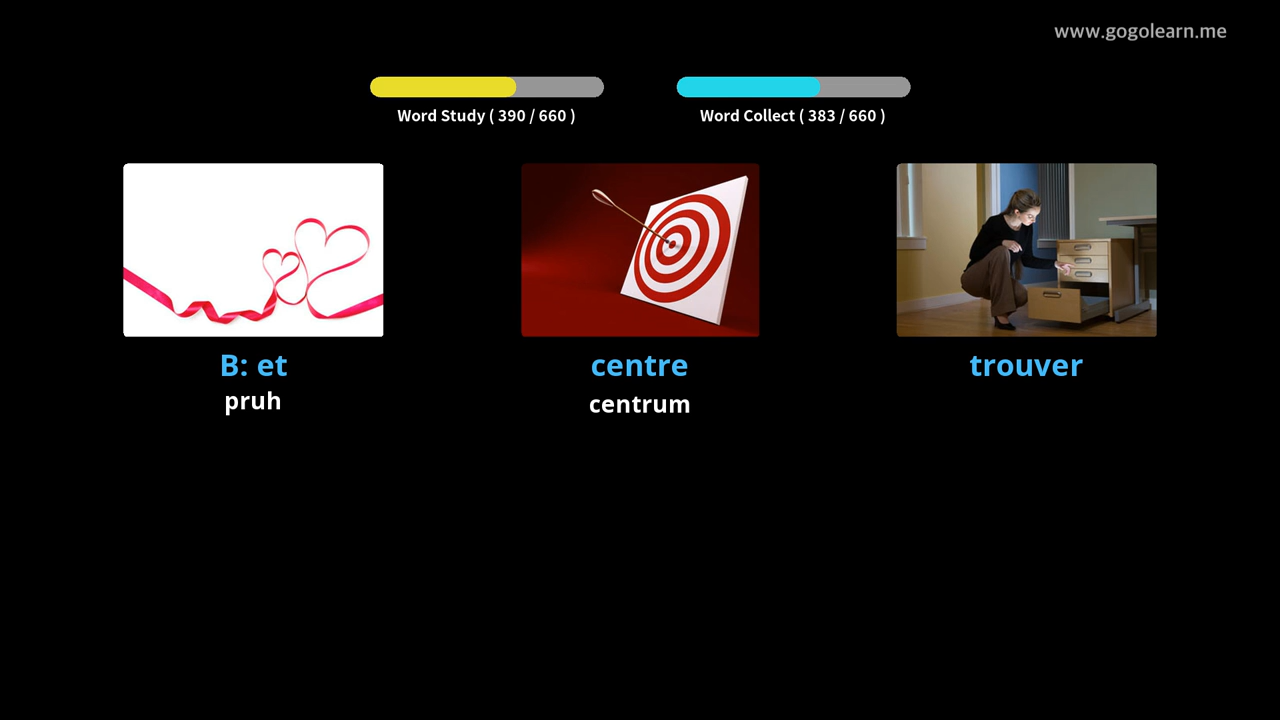 www.gogolearn.me
Word Study ( 390 / 660 )
Word Collect ( 383 / 660 )
B: et
pruh
centre
centrum
trouver